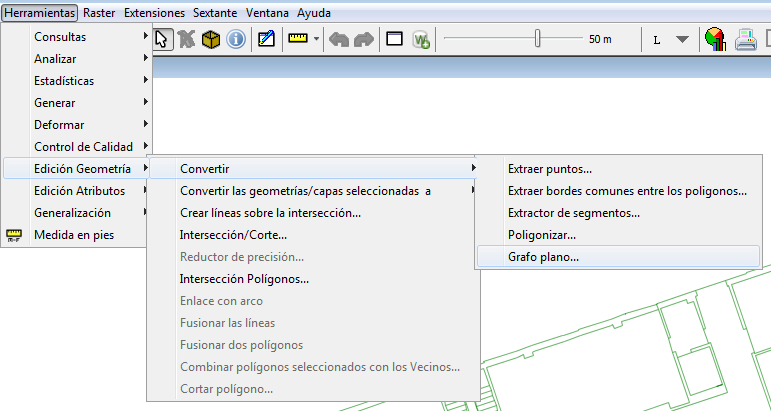 Herramientas Raster Extensiones Sextante Ventana Ayuda
50 m L
Consultas
Analizar
Estadísticas
Generar
Deformar
Control de Calidad
Edición Geometría
Edición Atributos
Generalización
Medida en pies
Convertir
Convertir las geometrías/capas seleccionadas a
Crear líneas sobre la intersección...
Intersección/Corte...
Reductor de precisión...
Intersección Polígonos...
Enlace con arco
Fusionar las líneas
Fusionar dos polígonos
Combinar polígonos seleccionados con los Vecinos...
Cortar polígono...
Extraer puntos...
Extraer bordes comunes entre los poligonos...
Extractor de segmentos...
Poligonizar...
Grafo plano...